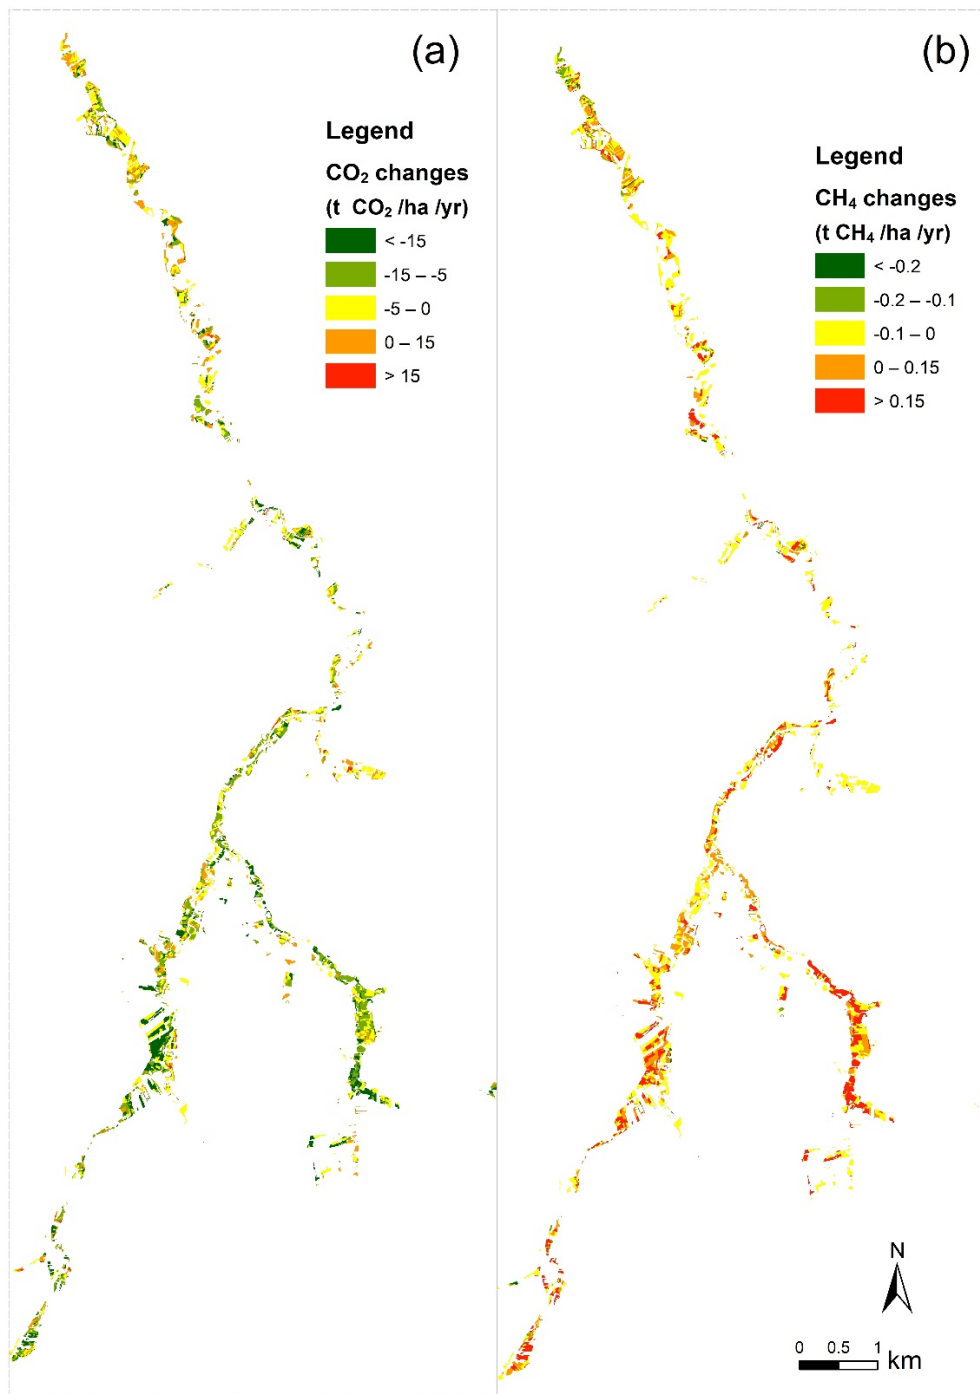 (a)
Legend
CO₂ changes
(t CO₂ /ha /yr)
< -15
-15 – -5
-5 – 0
0 – 15
> 15
(b)
Legend
CH₄ changes
(t CH₄ /ha /yr)
< -0.2
-0.2 – -0.1
-0.1 – 0
0 – 0.15
> 0.15
N
0 0.5 1
km